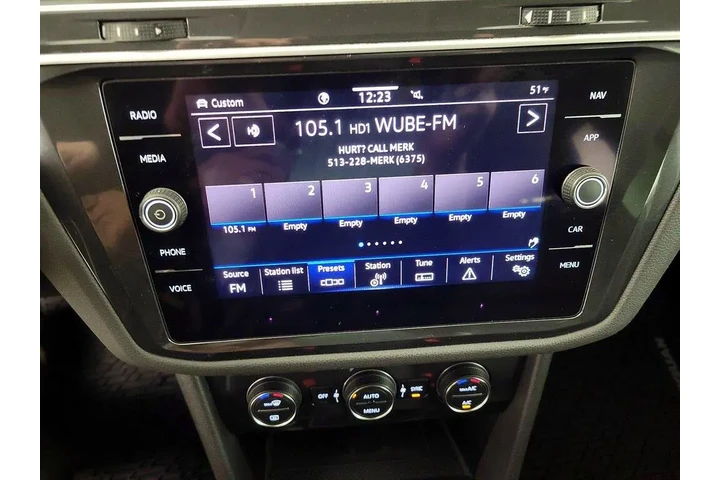 Custom
12:23
51°F
105.1 HD1 WUBE-FM
HURT? CALL MERK
513-228-MERK (6375)
1 2 3 4 5 6
105.1 FM Empty Empty Empty Empty Empty
Source FM
Station list
Presets
Station
Tune
Alerts
Settings
RADIO
MEDIA
PHONE
VOICE
NAV
APP
CAR
MENU
OFF
AUTO
MENU
SYNC
A/C